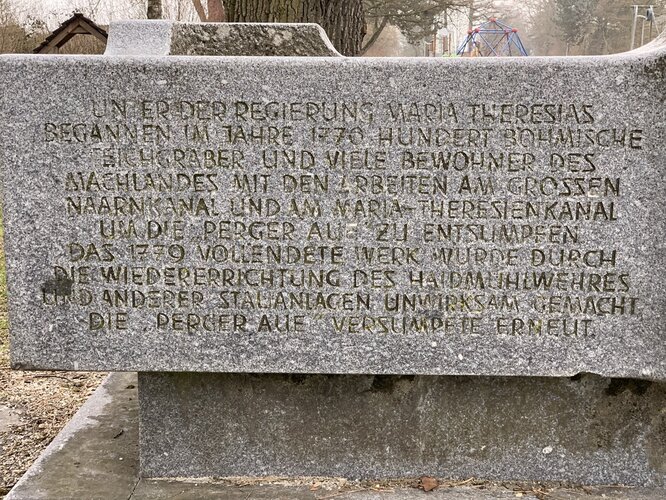 UNTER DER REGIERUNG MARIA THERESIAS
BEGANNEN IM JAHRE 1770 HUNDERT BÖHMISCHE
TEICHGRÄBER UND VIELE BEWOHNER DES
MACHLANDES MIT DEN ARBEITEN AM GROSSEN
NAARNKANAL UND AM MARIA-THERESIENKANAL
UM DIE „PERGER AUE" ZU ENTSUMPFEN.
DAS 1779 VOLLENDETE WERK WURDE DURCH
DIE WIEDERERRICHTUNG DES HAIDMÜHLWEHRES
UND ANDERER STAUANLAGEN UNWIRKSAM GEMACHT,
DIE „PERGER AUE" VERSUMPFTE ERNEUT.